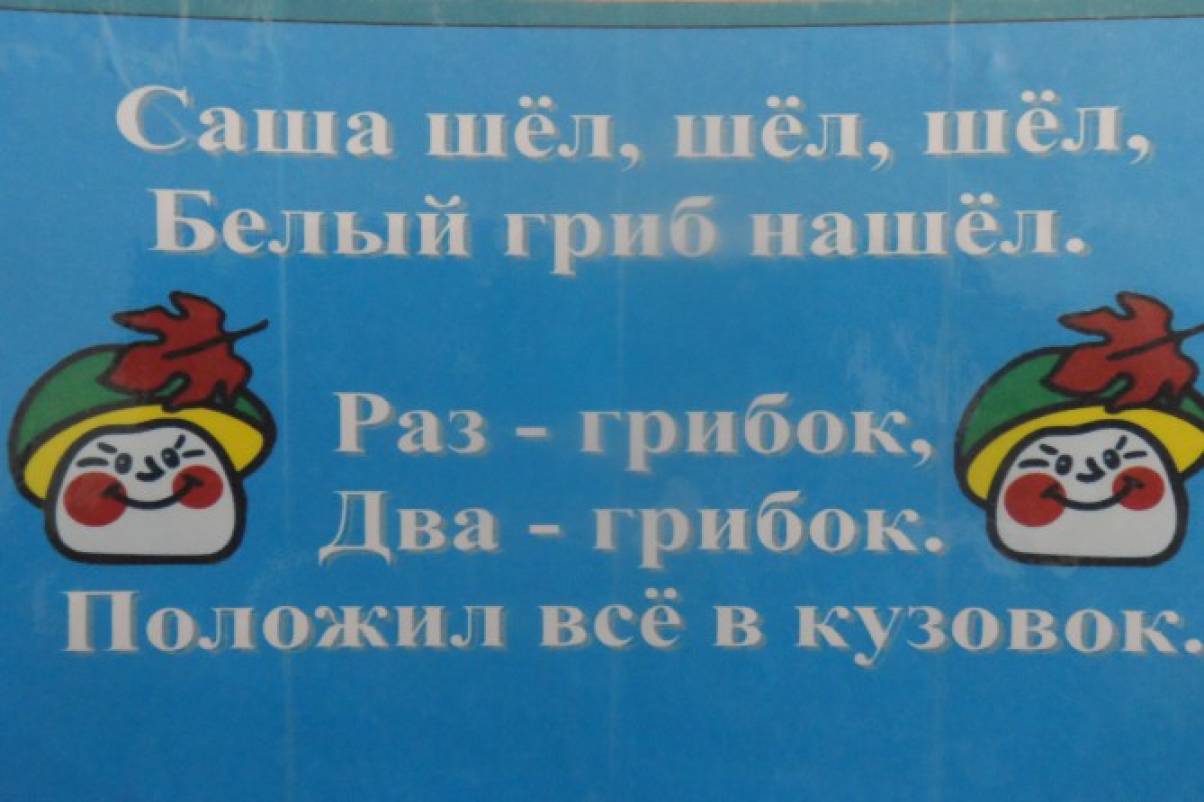 Саша шёл, шёл, шёл,
Белый гриб нашёл.
Раз - грибок,
Два - грибок.
Положил всё в кузовок.